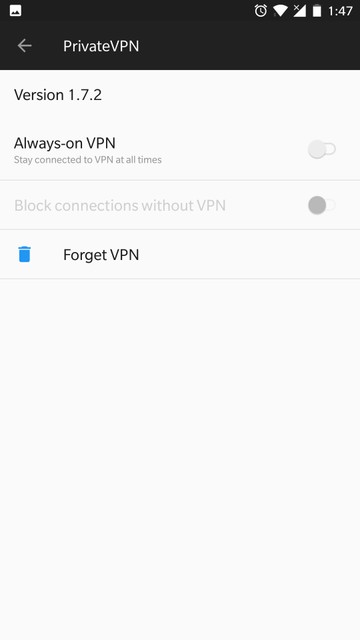 1:47
PrivateVPN
Version 1.7.2
Always-on VPN
Stay connected to VPN at all times
Block connections without VPN
Forget VPN